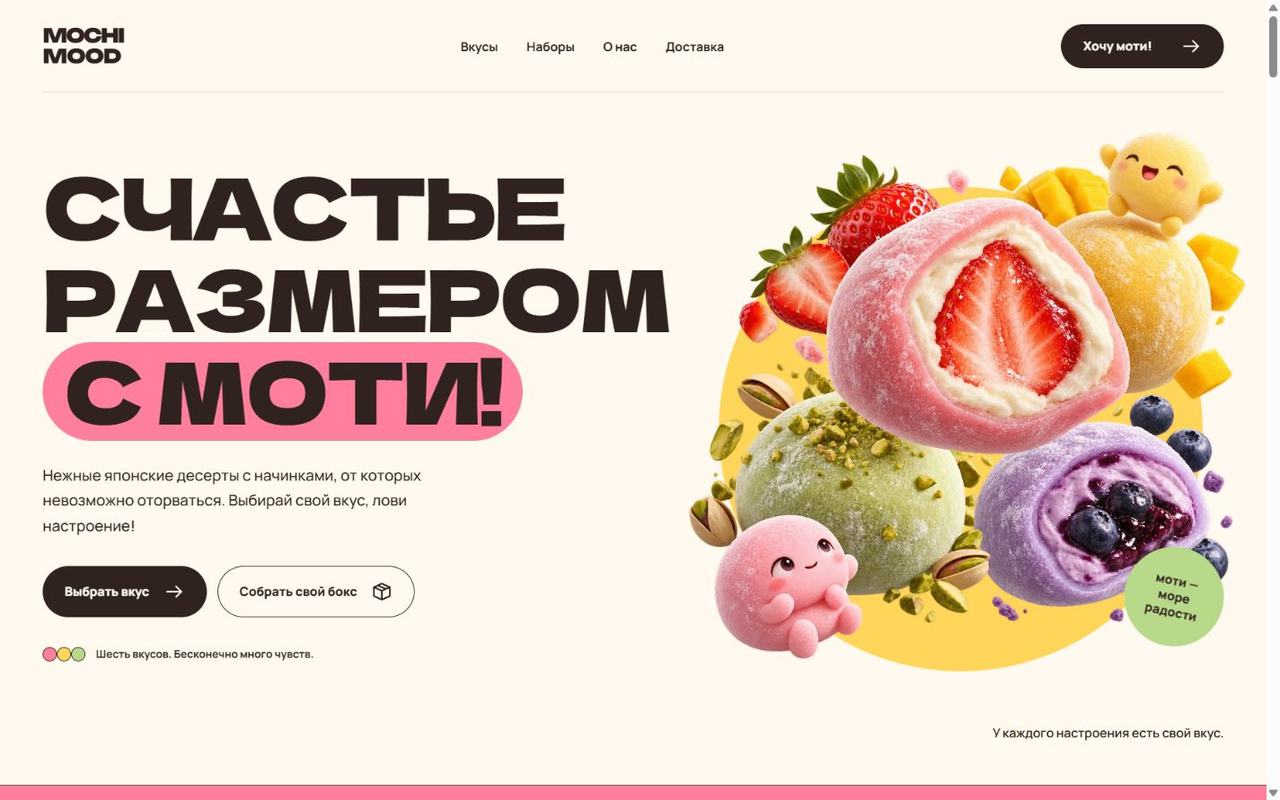 MOCHI
MOOD
Вкусы
Наборы
О нас
Доставка
Хочу моти!
СЧАСТЬЕ
РАЗМЕРОМ
С МОТИ!
Нежные японские десерты с начинками, от которых
невозможно оторваться. Выбирай свой вкус, лови
настроение!
Выбрать вкус
Собрать свой бокс
Шесть вкусов. Бесконечно много чувств.
моти —
море
радости
У каждого настроения есть свой вкус.